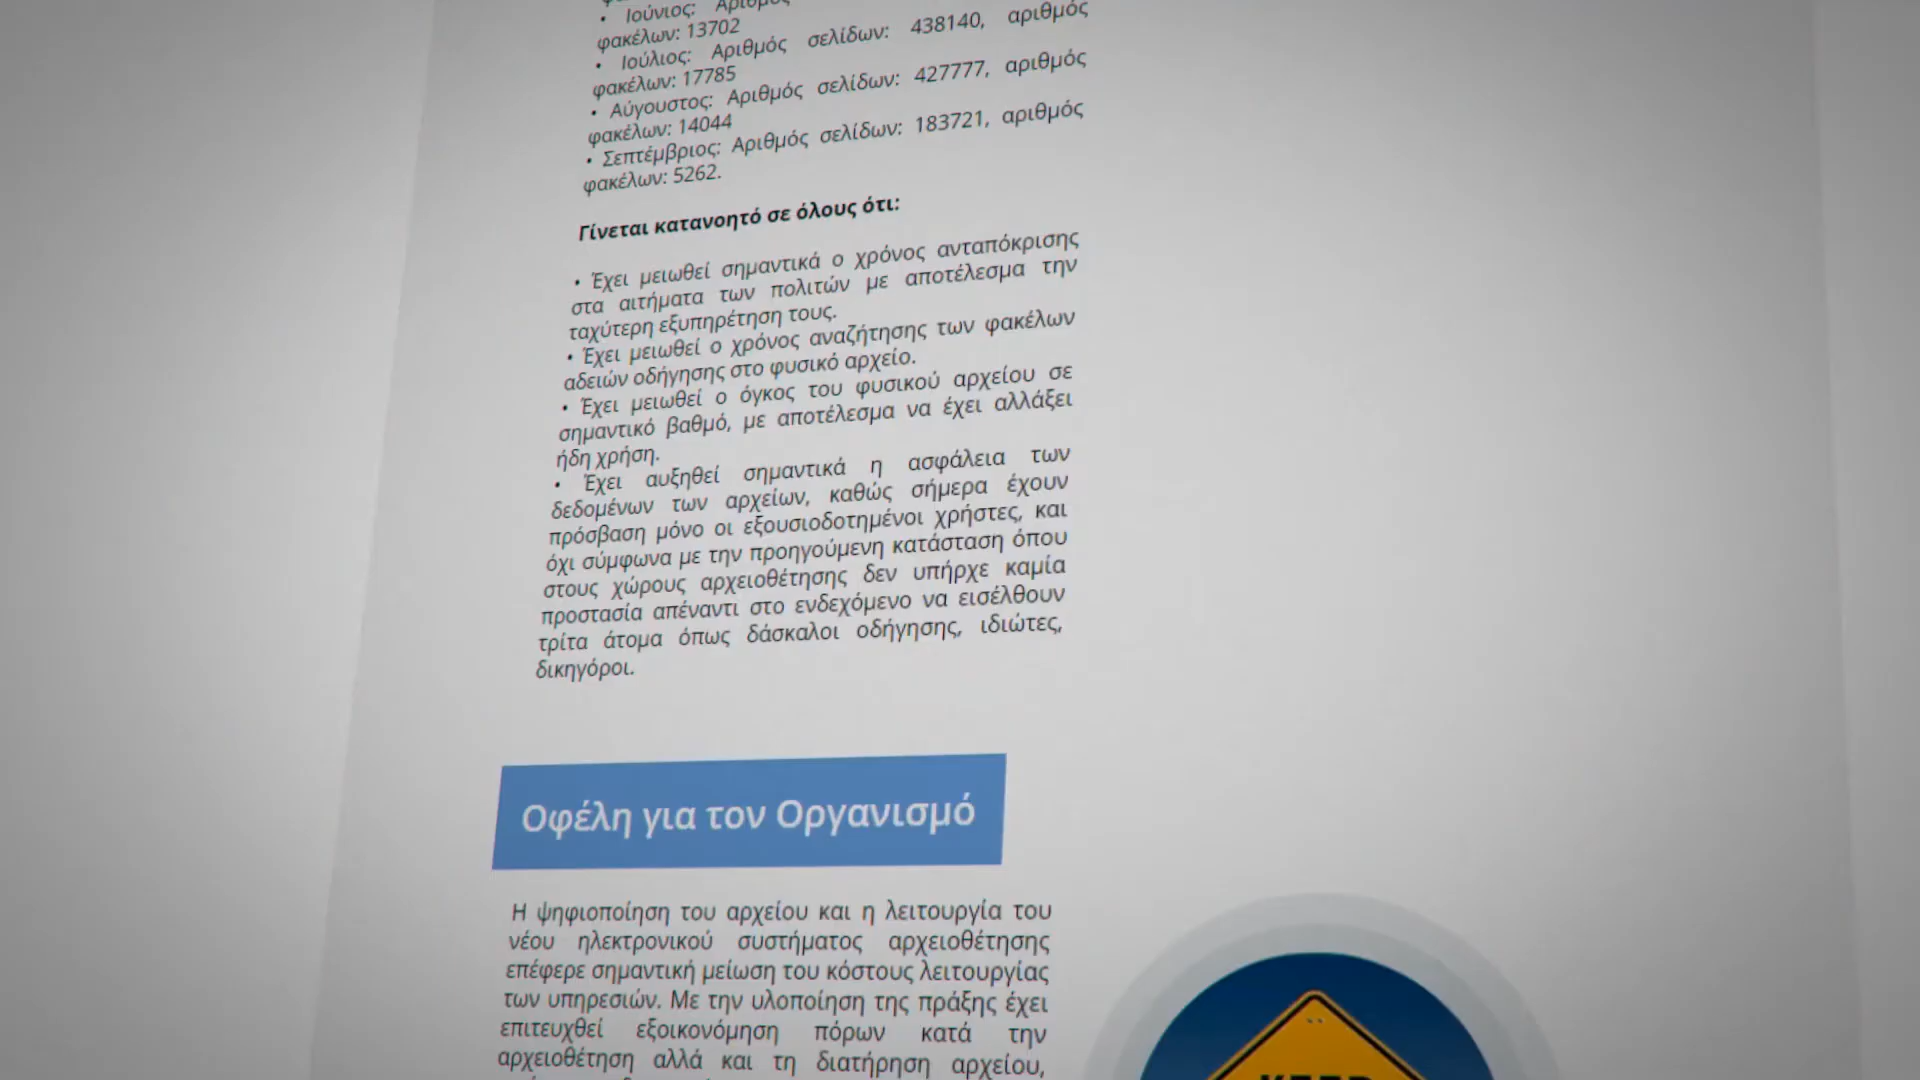 • Ιούνιος: Αριθμός
φακέλων: 13702
• Ιούλιος: Αριθμός σελίδων: 438140, αριθμός
φακέλων: 17785
• Αύγουστος: Αριθμός σελίδων: 427777, αριθμός
φακέλων: 14044
• Σεπτέμβριος: Αριθμός σελίδων: 183721, αριθμός
φακέλων: 5262.
Γίνεται κατανοητό σε όλους ότι:
• Έχει μειωθεί σημαντικά ο χρόνος ανταπόκρισης
στα αιτήματα των πολιτών με αποτέλεσμα την
ταχύτερη εξυπηρέτηση τους.
• Έχει μειωθεί ο χρόνος αναζήτησης των φακέλων
αδειών οδήγησης στο φυσικό αρχείο.
• Έχει μειωθεί ο όγκος του φυσικού αρχείου σε
σημαντικό βαθμό, με αποτέλεσμα να έχει αλλάξει
ήδη χρήση.
• Έχει αυξηθεί σημαντικά η ασφάλεια των
δεδομένων των αρχείων, καθώς σήμερα έχουν
πρόσβαση μόνο οι εξουσιοδοτημένοι χρήστες, και
όχι σύμφωνα με την προηγούμενη κατάσταση όπου
στους χώρους αρχειοθέτησης δεν υπήρχε καμία
προστασία απέναντι στο ενδεχόμενο να εισέλθουν
τρίτα άτομα όπως δάσκαλοι οδήγησης, ιδιώτες,
δικηγόροι.
Οφέλη για τον Οργανισμό
Η ψηφιοποίηση του αρχείου και η λειτουργία του
νέου ηλεκτρονικού συστήματος αρχειοθέτησης
επέφερε σημαντική μείωση του κόστους λειτουργίας
των υπηρεσιών. Με την υλοποίηση της πράξης έχει
επιτευχθεί εξοικονόμηση πόρων κατά την
αρχειοθέτηση αλλά και τη διατήρηση αρχείου,
KEEP